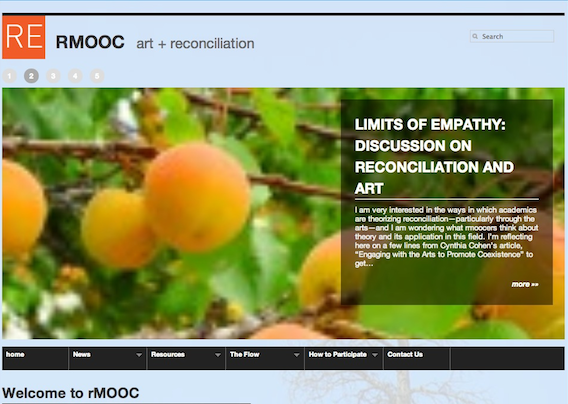 RE RMOOC art + reconciliation
Search
1 2 3 4 5
LIMITS OF EMPATHY:
DISCUSSION ON
RECONCILIATION AND
ART
I am very interested in the ways in which academics
are theorizing reconciliation—particularly through the
arts—and I am wondering what rmoocers think about
theory and its application in this field. I'm reflecting
here on a few lines from Cynthia Cohen's article,
"Engaging with the Arts to Promote Coexistence" to
get...
more »»
home News Resources The Flow How to Participate Contact Us
Welcome to rMOOC